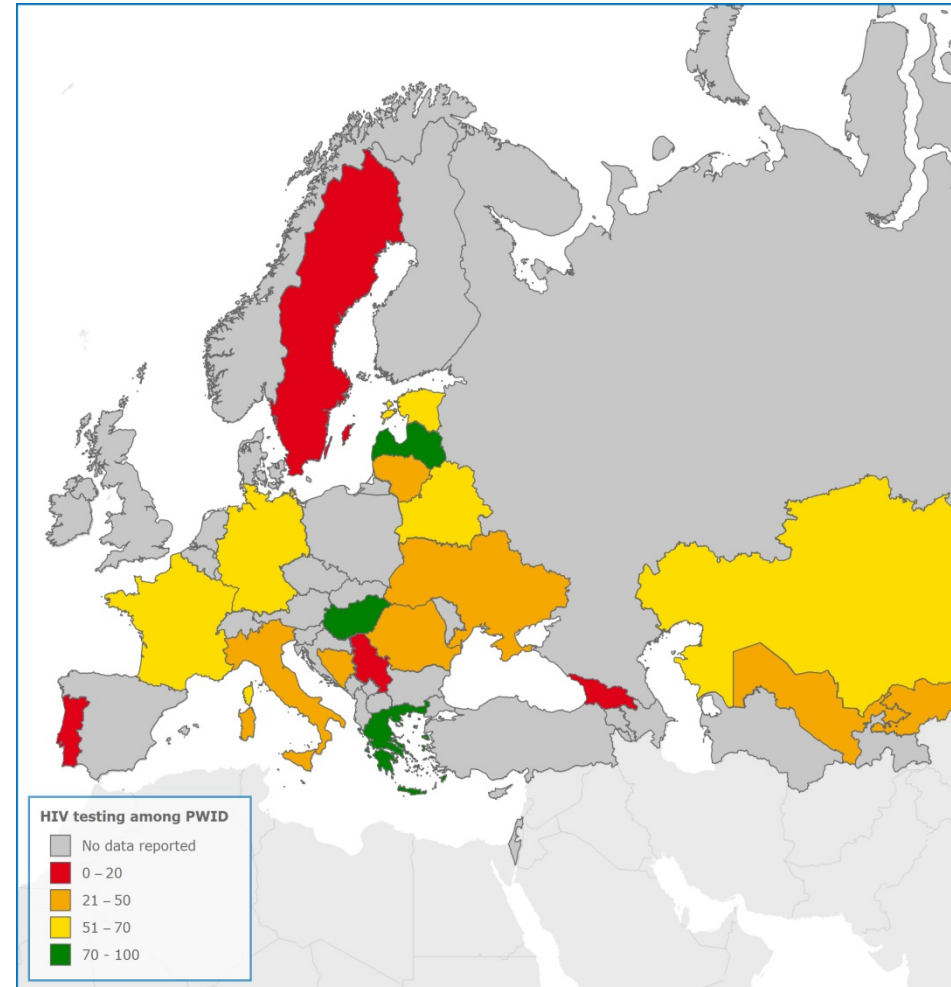 HIV testing among PWID
No data reported
0 – 20
21 – 50
51 – 70
70 - 100